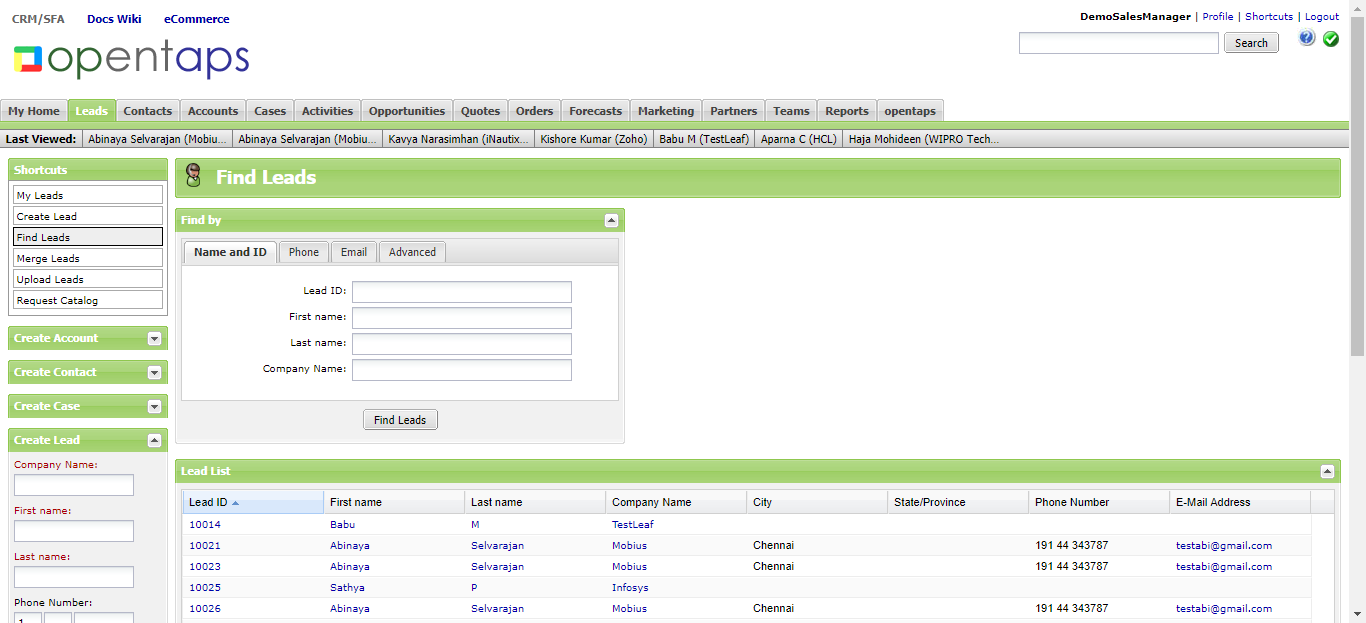 CRM/SFA Docs Wiki eCommerce
DemoSalesManager | Profile | Shortcuts | Logout
opentaps
Search
My Home Leads Contacts Accounts Cases Activities Opportunities Quotes Orders Forecasts Marketing Partners Teams Reports opentaps
Last Viewed: Abinaya Selvarajan (Mobiu... Abinaya Selvarajan (Mobiu... Kavya Narasimhan (iNautix... Kishore Kumar (Zoho) Babu M (TestLeaf) Aparna C (HCL) Haja Mohideen (WIPRO Tech...
Shortcuts
My Leads
Create Lead
Find Leads
Merge Leads
Upload Leads
Request Catalog
Create Account
Create Contact
Create Case
Create Lead
Company Name:
First name:
Last name:
Phone Number:
1
Find Leads
Find by
Name and ID Phone Email Advanced
Lead ID:
First name:
Last name:
Company Name:
Find Leads
Lead List
Lead ID First name Last name Company Name City State/Province Phone Number E-Mail Address
10014 Babu M TestLeaf
10021 Abinaya Selvarajan Mobius Chennai 191 44 343787 testabi@gmail.com
10023 Abinaya Selvarajan Mobius Chennai 191 44 343787 testabi@gmail.com
10025 Sathya P Infosys
10026 Abinaya Selvarajan Mobius Chennai 191 44 343787 testabi@gmail.com